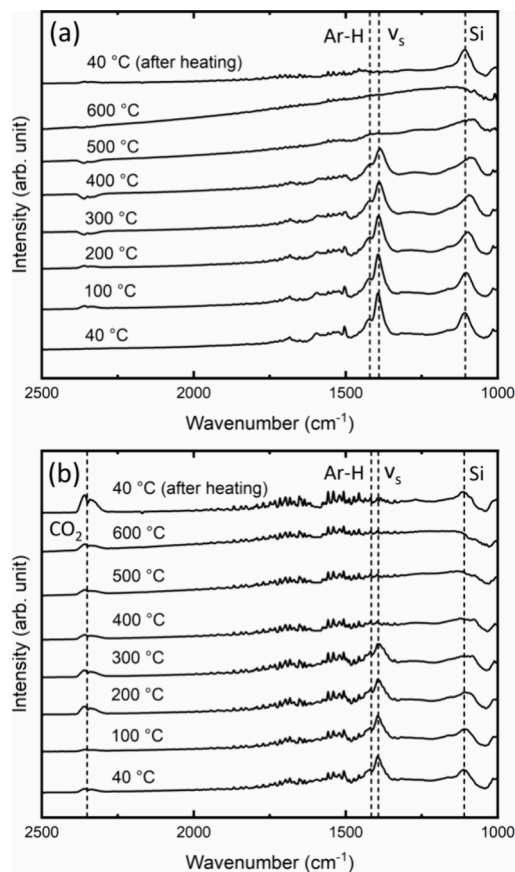 (a)
Ar-H
νs
Si
40 °C (after heating)
600 °C
500 °C
400 °C
300 °C
200 °C
100 °C
40 °C
Intensity (arb. unit)
2500
2000
1500
1000
Wavenumber (cm-1)
(b)
Ar-H
νs
Si
40 °C (after heating)
CO2
600 °C
500 °C
400 °C
300 °C
200 °C
100 °C
40 °C
Intensity (arb. unit)
2500
2000
1500
1000
Wavenumber (cm-1)